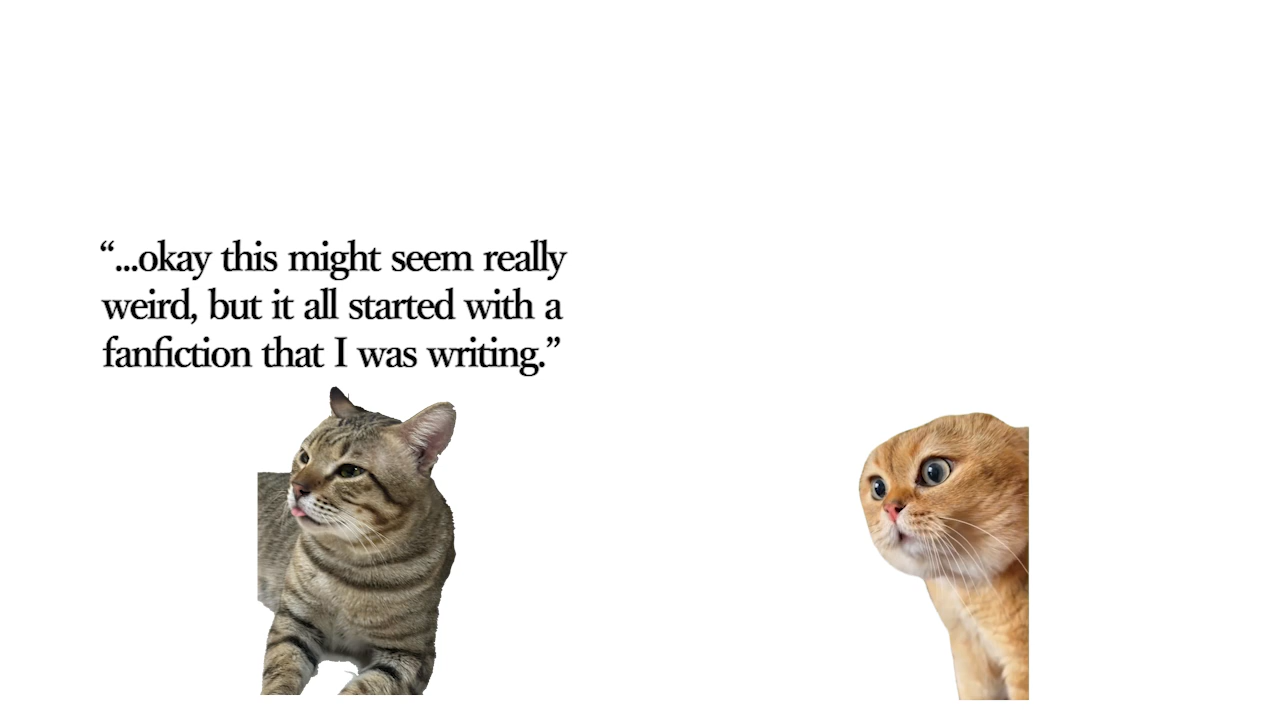 “...okay this might seem really
weird, but it all started with a
fanfiction that I was writing.”